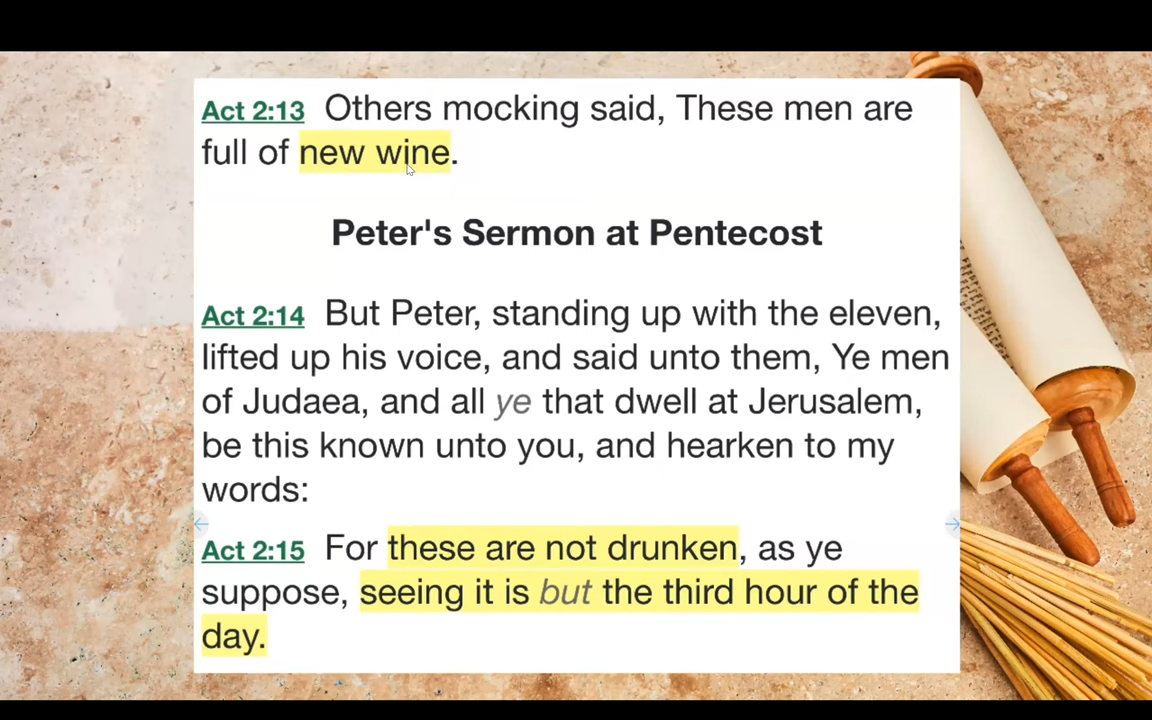 Act 2:13 Others mocking said, These men are
full of new wine.
Peter's Sermon at Pentecost
Act 2:14 But Peter, standing up with the eleven,
lifted up his voice, and said unto them, Ye men
of Judaea, and all ye that dwell at Jerusalem,
be this known unto you, and hearken to my
words:
Act 2:15 For these are not drunken, as ye
suppose, seeing it is but the third hour of the
day.